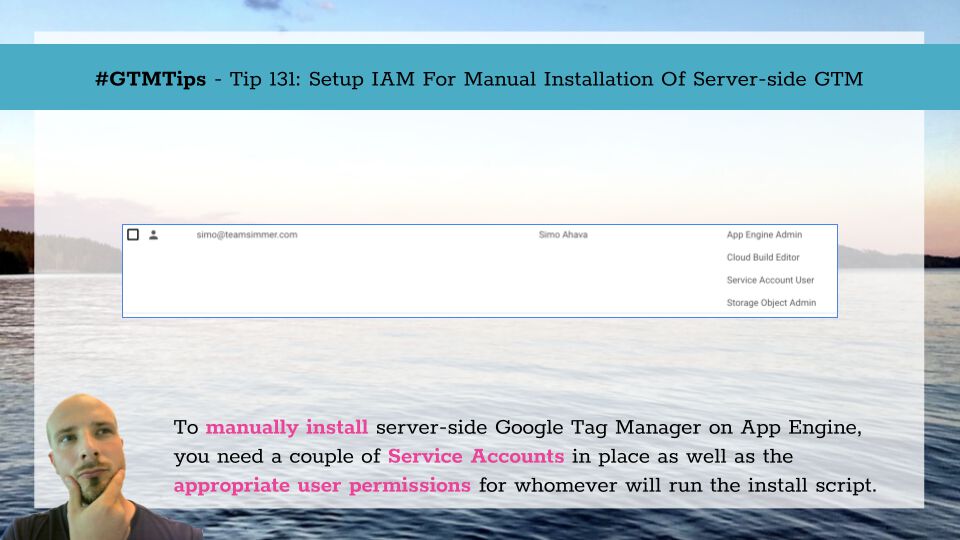 #GTMTips - Tip 131: Setup IAM For Manual Installation Of Server-side GTM
simo@teamsimmer.com Simo Ahava App Engine Admin
Cloud Build Editor
Service Account User
Storage Object Admin
To manually install server-side Google Tag Manager on App Engine,
you need a couple of Service Accounts in place as well as the
appropriate user permissions for whomever will run the install script.